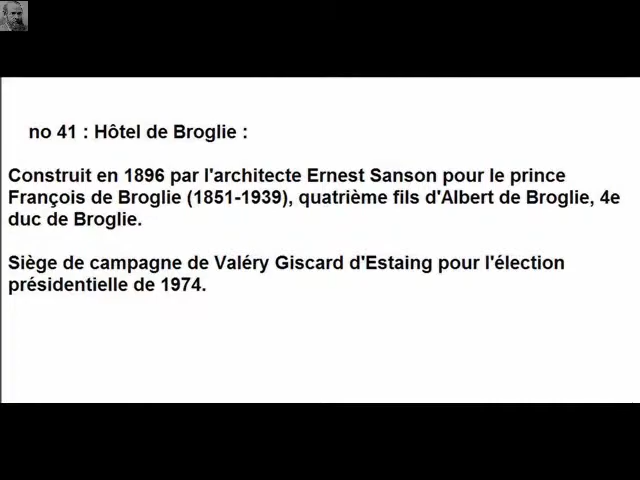 no 41 : Hôtel de Broglie :
Construit en 1896 par l'architecte Ernest Sanson pour le prince
François de Broglie (1851-1939), quatrième fils d'Albert de Broglie, 4e
duc de Broglie.
Siège de campagne de Valéry Giscard d'Estaing pour l'élection
présidentielle de 1974.